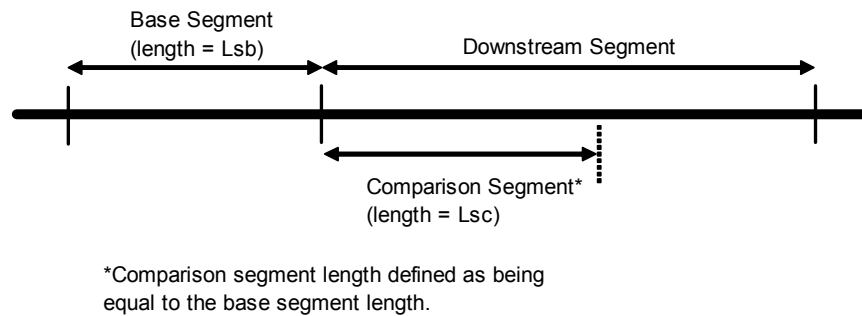 Base Segment
(length = Lsb)
Downstream Segment
Comparison Segment*
(length = Lsc)
*Comparison segment length defined as being
equal to the base segment length.